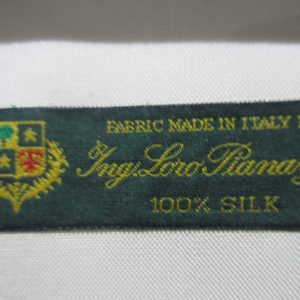 FABRIC MADE IN ITALY
Ing. Loro Piana
100% SILK